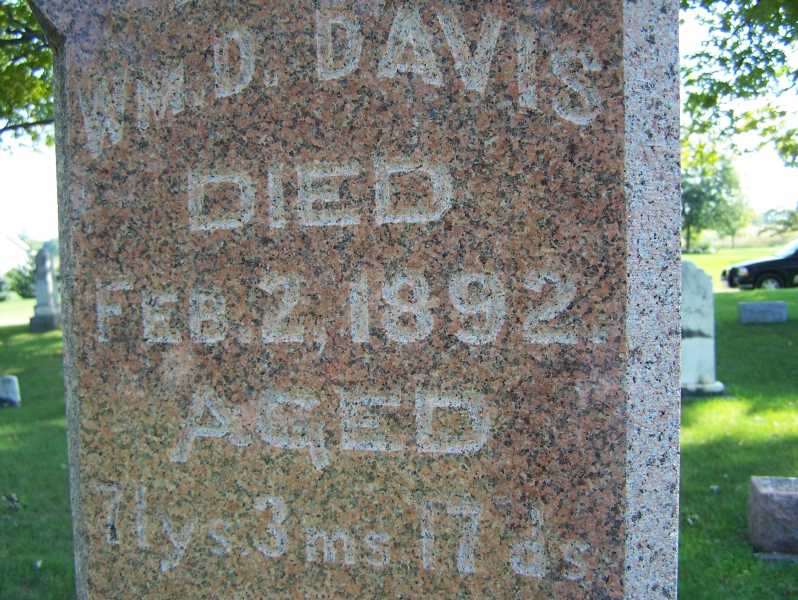 Wm. D. DAVIS
DIED
FEB. 2, 1892.
AGED
71 ys. 3 ms. 17 ds.